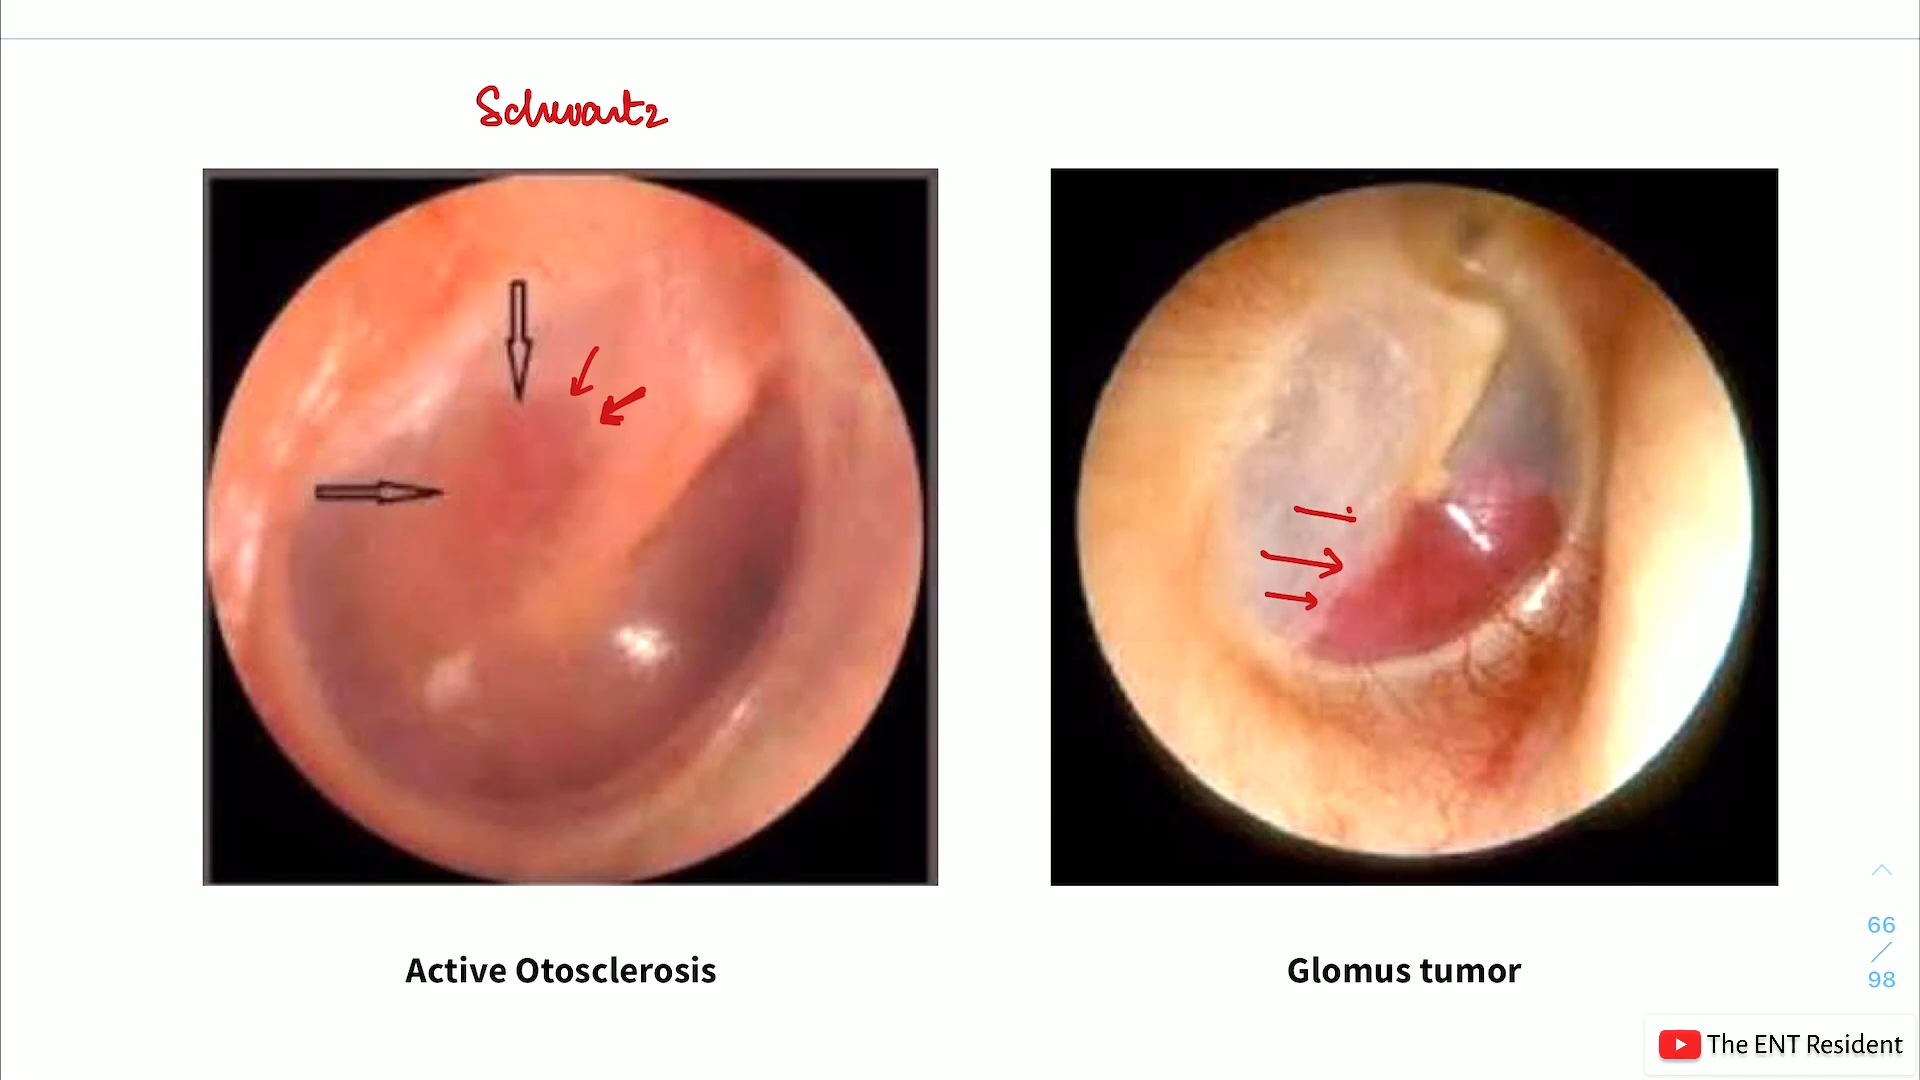 Schwartz
Active Otosclerosis
Glomus tumor
66
/
98
The ENT Resident